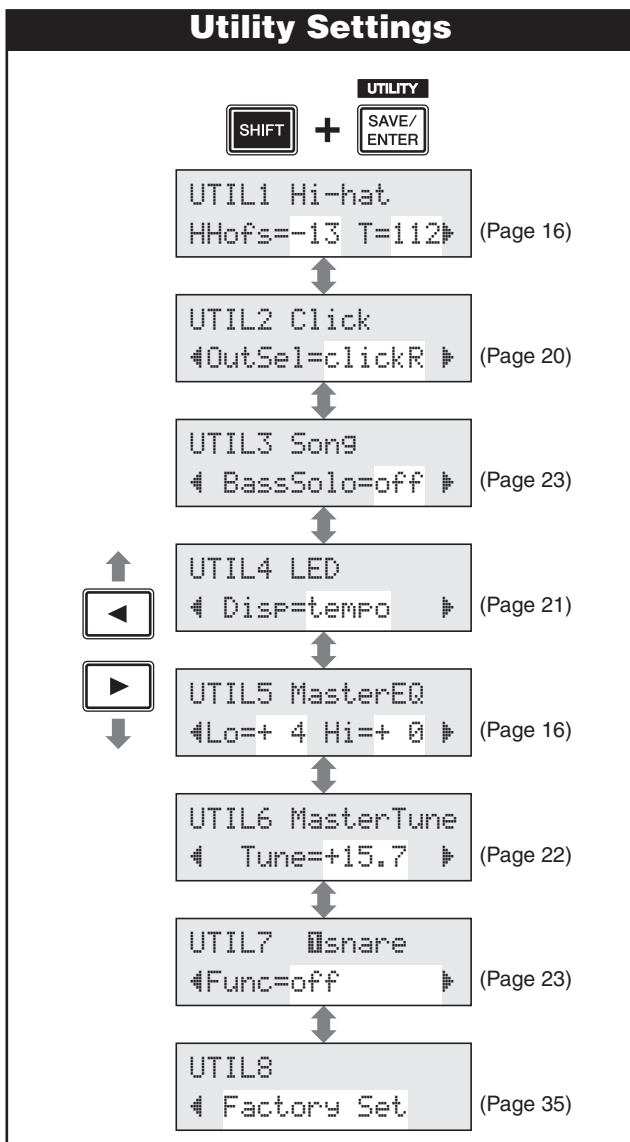 Utility Settings
UTILITY
SHIFT + SAVE/
ENTER
UTIL1 Hi-hat
HHofs=-13 T=112▶ (Page 16)
UTIL2 Click
◀OutSel=clickR ▶ (Page 20)
UTIL3 Song
◀ BassSolo=off ▶ (Page 23)
UTIL4 LED
◀ Disp=tempo ▶ (Page 21)
UTIL5 MasterEQ
◀Lo=+ 4 Hi=+ 0 ▶ (Page 16)
UTIL6 MasterTune
◀ Tune=+15.7 ▶ (Page 22)
UTIL7 1snare
◀Func=off ▶ (Page 23)
UTIL8
◀ Factory Set (Page 35)